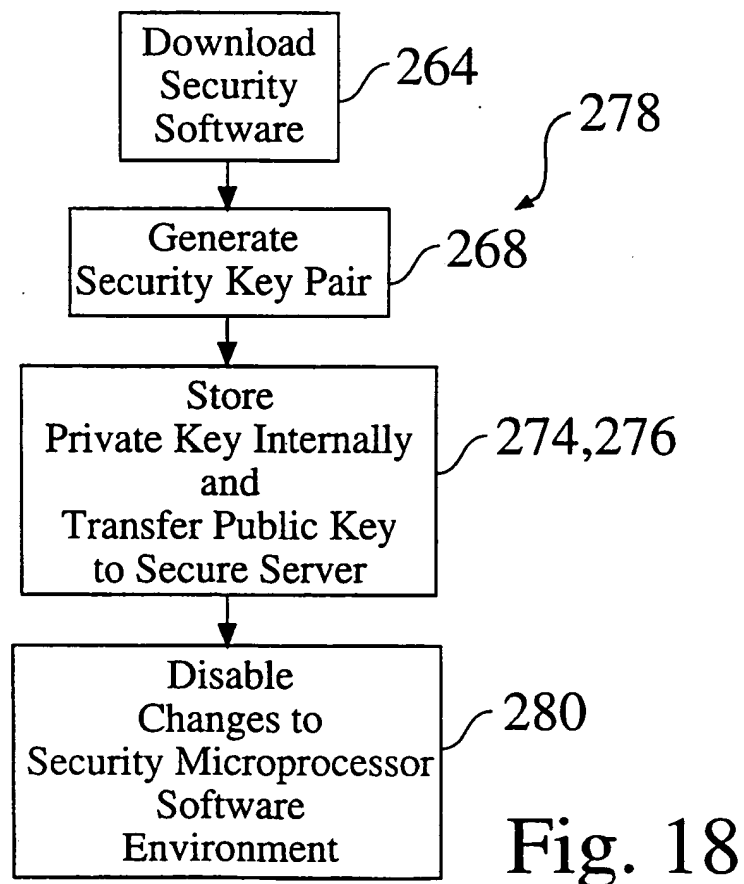 Download
Security
Software
264
278
Generate
Security Key Pair
268
Store
Private Key Internally
and
Transfer Public Key
to Secure Server
274,276
Disable
Changes to
Security Microprocessor
Software
Environment
280
Fig. 18